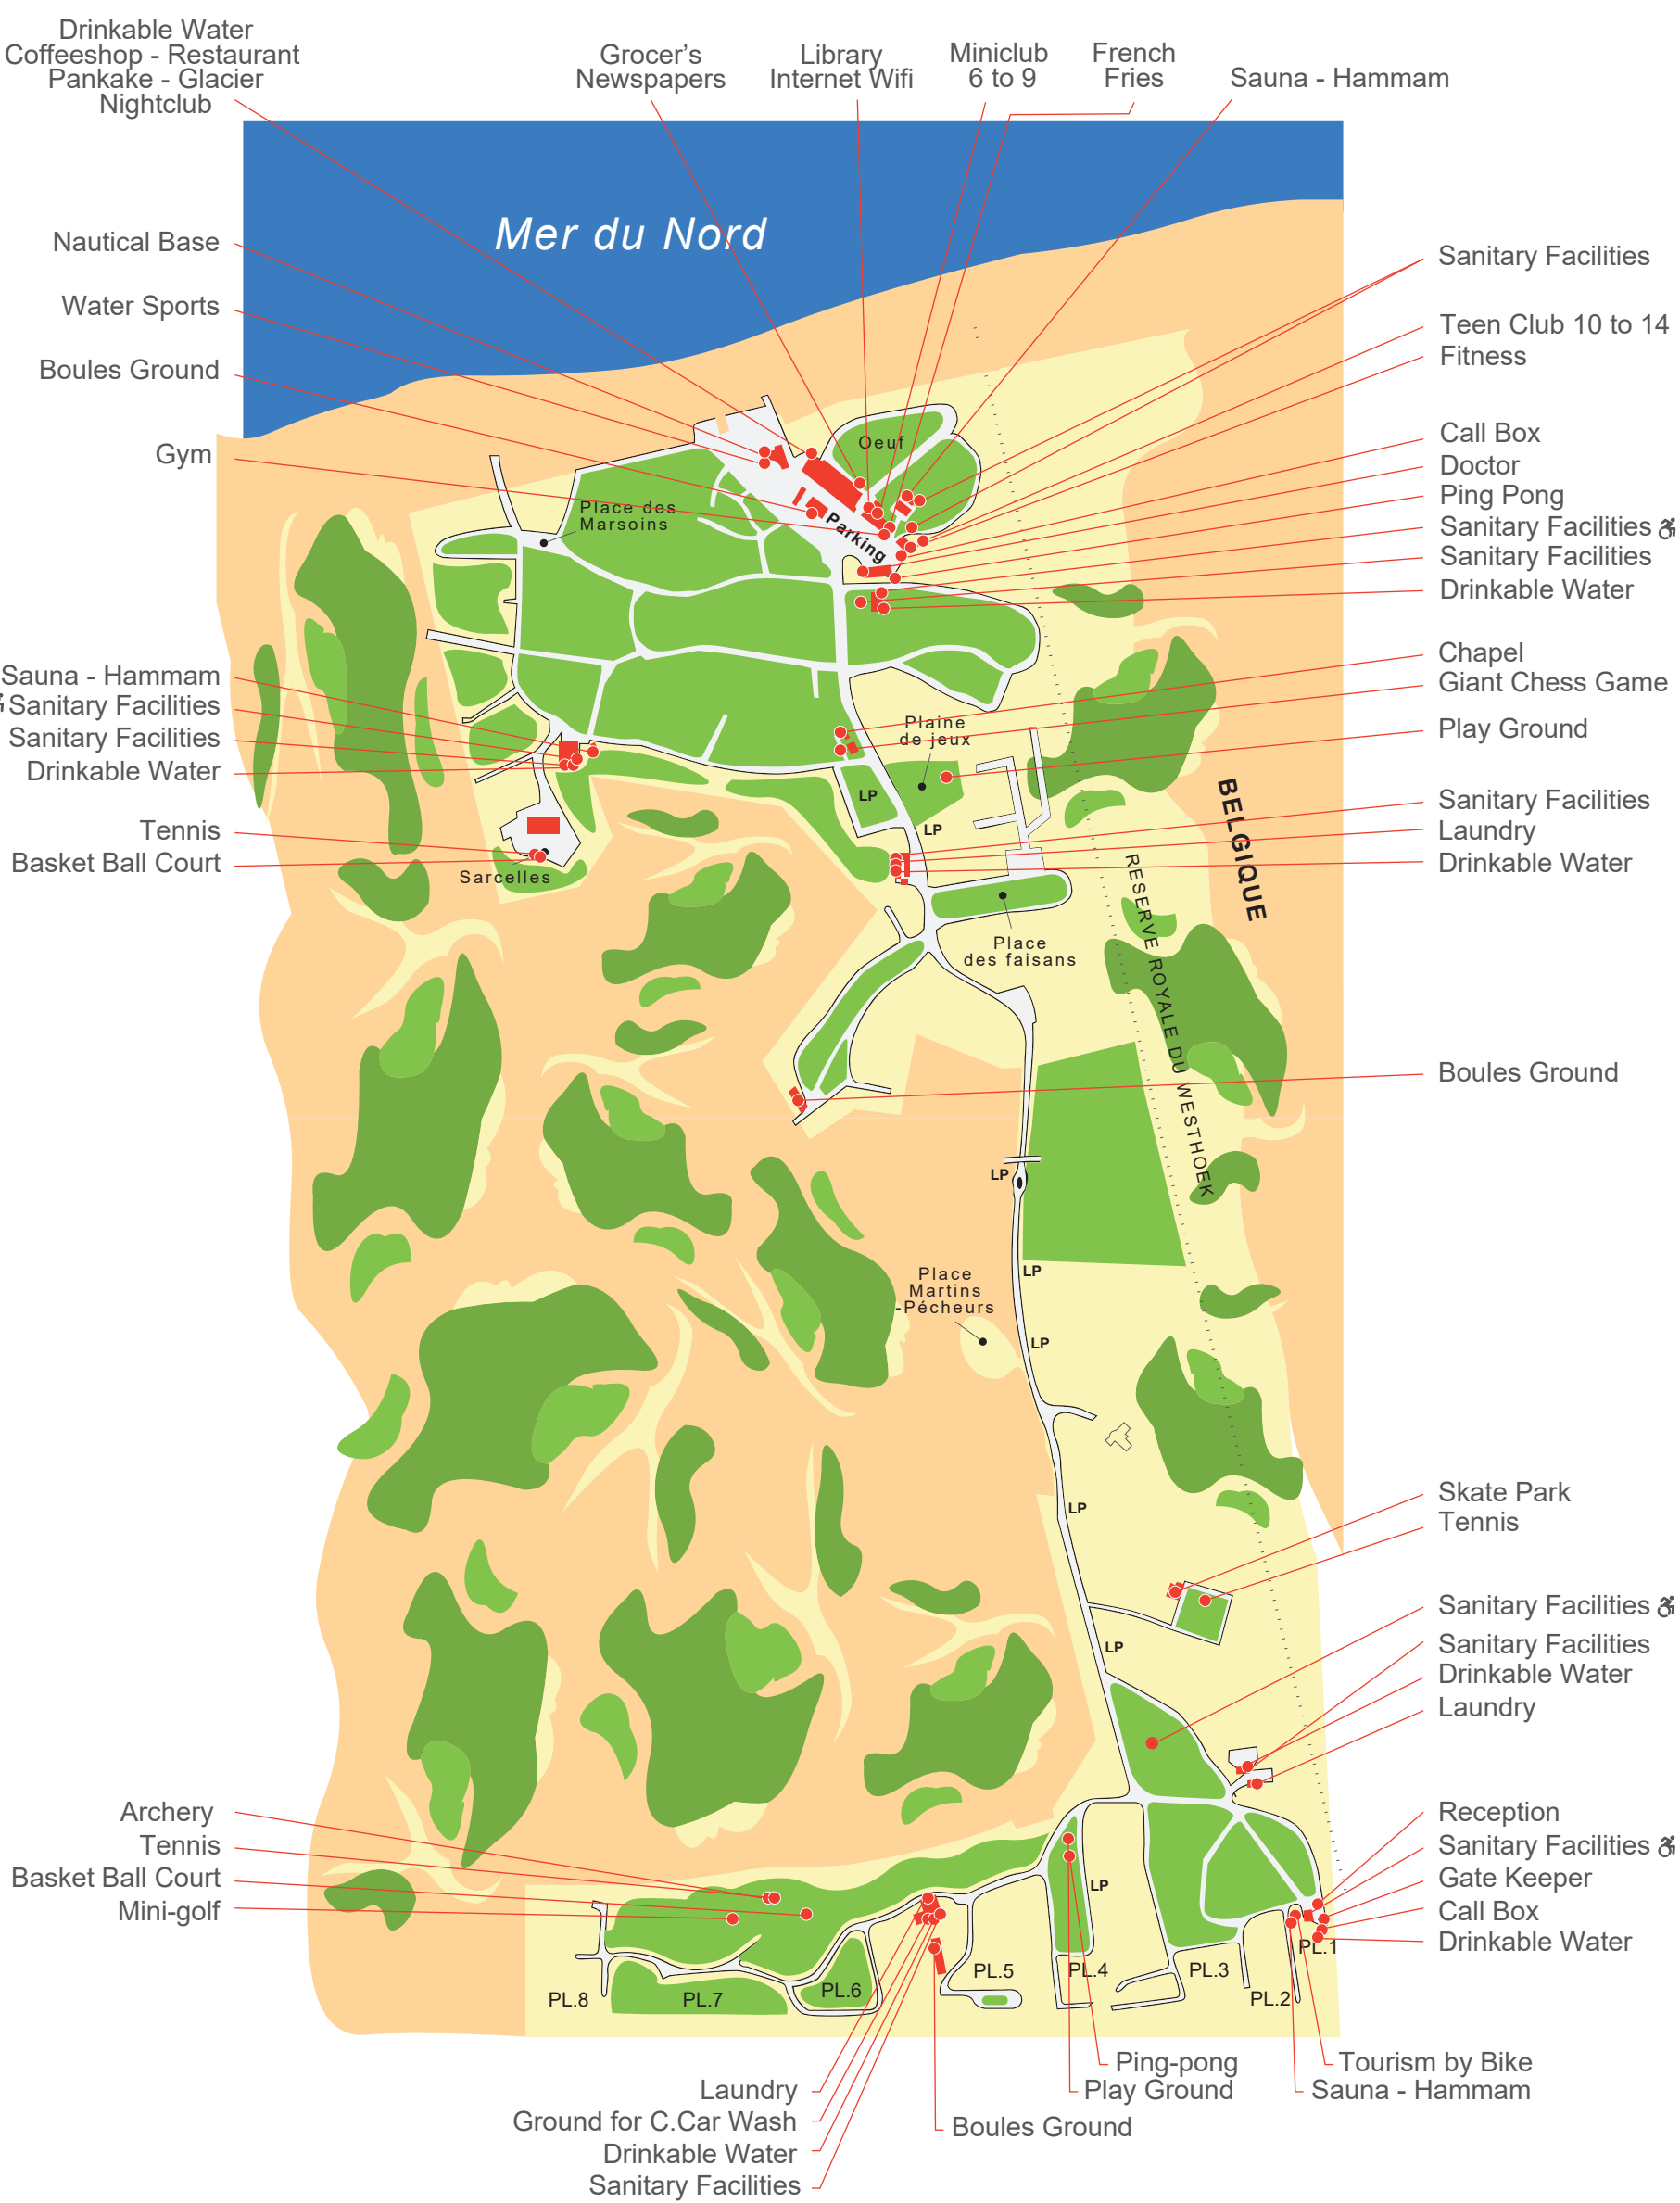 Drinkable Water
Coffeeshop - Restaurant
Pankake - Glacier
Nightclub
Grocer's
Newspapers
Library
Internet Wifi
Miniclub
6 to 9
French
Fries
Sauna - Hammam
Mer du Nord
Nautical Base
Water Sports
Boules Ground
Gym
Sauna - Hammam
Sanitary Facilities
Sanitary Facilities
Drinkable Water
Tennis
Basket Ball Court
Sanitary Facilities
Teen Club 10 to 14
Fitness
Call Box
Doctor
Ping Pong
Sanitary Facilities
Sanitary Facilities
Drinkable Water
Chapel
Giant Chess Game
Play Ground
Sanitary Facilities
Laundry
Drinkable Water
Boules Ground
Oeuf
Place des
Marsoins
Parking
Plaine
de jeux
LP
LP
Sarcelles
Place
des faisans
BELGIQUE
RESERVE ROYALE DU WESTHOEK
LP
LP
Place
Martins
-Pécheurs
LP
LP
Skate Park
Tennis
LP
Sanitary Facilities
Sanitary Facilities
Drinkable Water
Laundry
Archery
Tennis
Basket Ball Court
Mini-golf
Reception
Sanitary Facilities
Gate Keeper
Call Box
Drinkable Water
LP
PL.8
PL.7
PL.6
PL.5
PL.4
PL.3
PL.2
PL.1
Ping-pong
Play Ground
Tourism by Bike
Sauna - Hammam
Laundry
Ground for C.Car Wash
Drinkable Water
Sanitary Facilities
Boules Ground